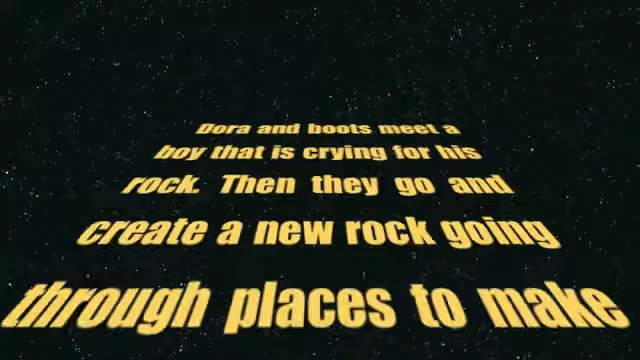 Dora and boots meet a
boy that is crying for his
rock. Then they go and
create a new rock going
through places to make